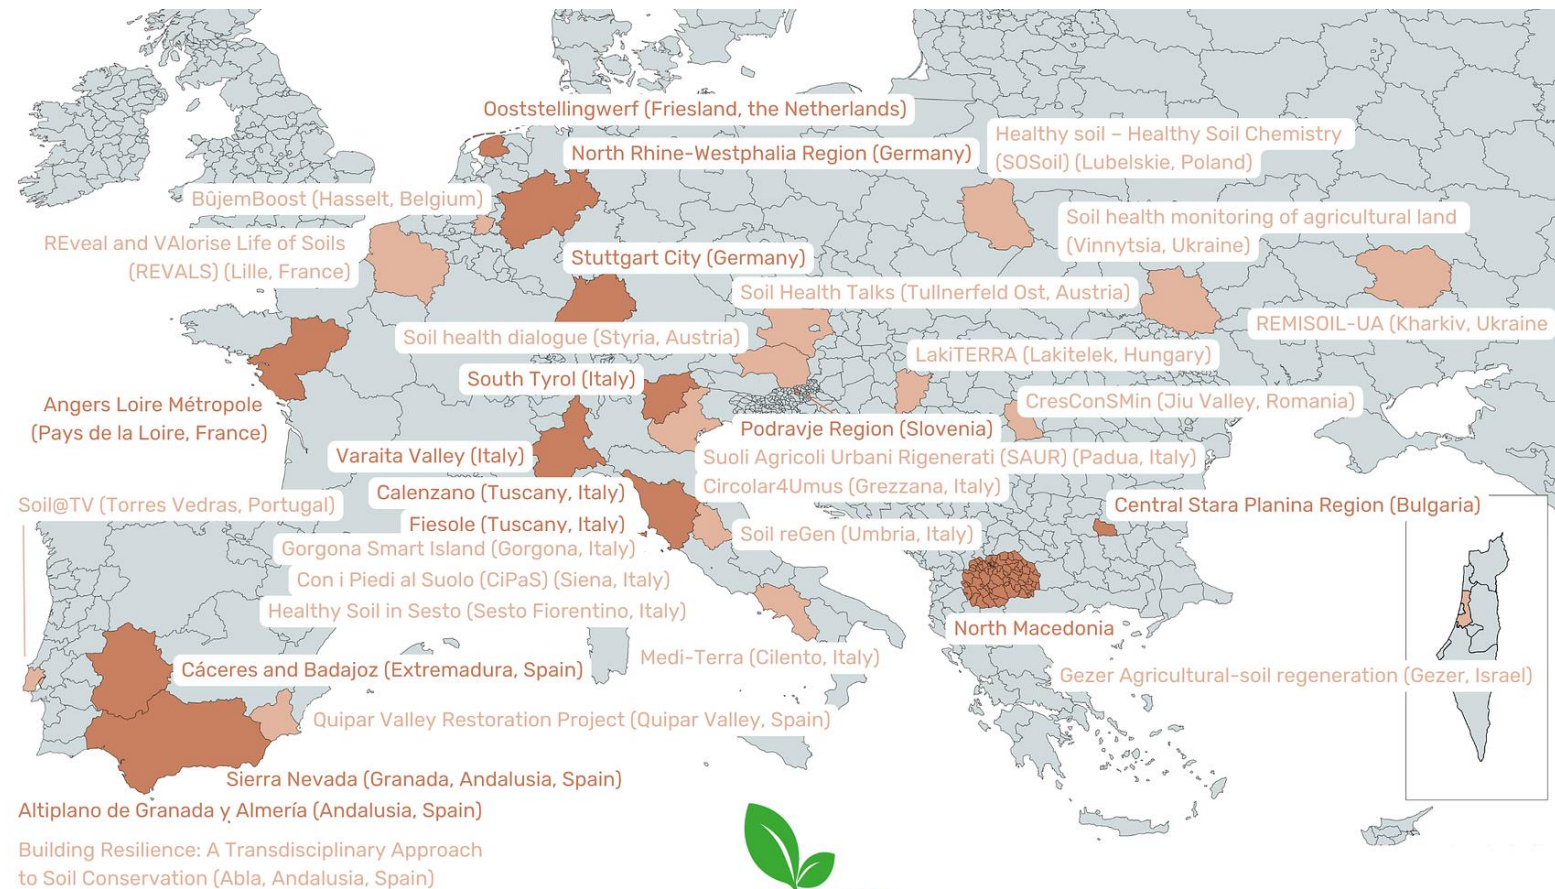 Ooststellingwerf (Friesland, the Netherlands)
North Rhine-Westphalia Region (Germany)
Healthy soil – Healthy Soil Chemistry
(SOSoil) (Lubelskie, Poland)
BûjemBoost (Hasselt, Belgium)
Soil health monitoring of agricultural land
(Vinnytsia, Ukraine)
REveal and VAlorise Life of Soils
(REVALS) (Lille, France)
Stuttgart City (Germany)
Soil Health Talks (Tullnerfeld Ost, Austria)
REMISOIL-UA (Kharkiv, Ukraine
Soil health dialogue (Styria, Austria)
LakiTERRA (Lakitelek, Hungary)
South Tyrol (Italy)
CresConSMin (Jiu Valley, Romania)
Angers Loire Métropole
(Pays de la Loire, France)
Podravje Region (Slovenia)
Varaita Valley (Italy)
Suoli Agricoli Urbani Rigenerati (SAUR) (Padua, Italy)
Circolar4Umus (Grezzana, Italy)
Calenzano (Tuscany, Italy)
Soil@TV (Torres Vedras, Portugal)
Central Stara Planina Region (Bulgaria)
Fiesole (Tuscany, Italy)
Soil reGen (Umbria, Italy)
Gorgona Smart Island (Gorgona, Italy)
Con i Piedi al Suolo (CiPaS) (Siena, Italy)
Healthy Soil in Sesto (Sesto Fiorentino, Italy)
North Macedonia
Medi-Terra (Cilento, Italy)
Cáceres and Badajoz (Extremadura, Spain)
Gezer Agricultural-soil regeneration (Gezer, Israel)
Quipar Valley Restoration Project (Quipar Valley, Spain)
Sierra Nevada (Granada, Andalusia, Spain)
Altiplano de Granada y Almería (Andalusia, Spain)
Building Resilience: A Transdisciplinary Approach
to Soil Conservation (Abla, Andalusia, Spain)